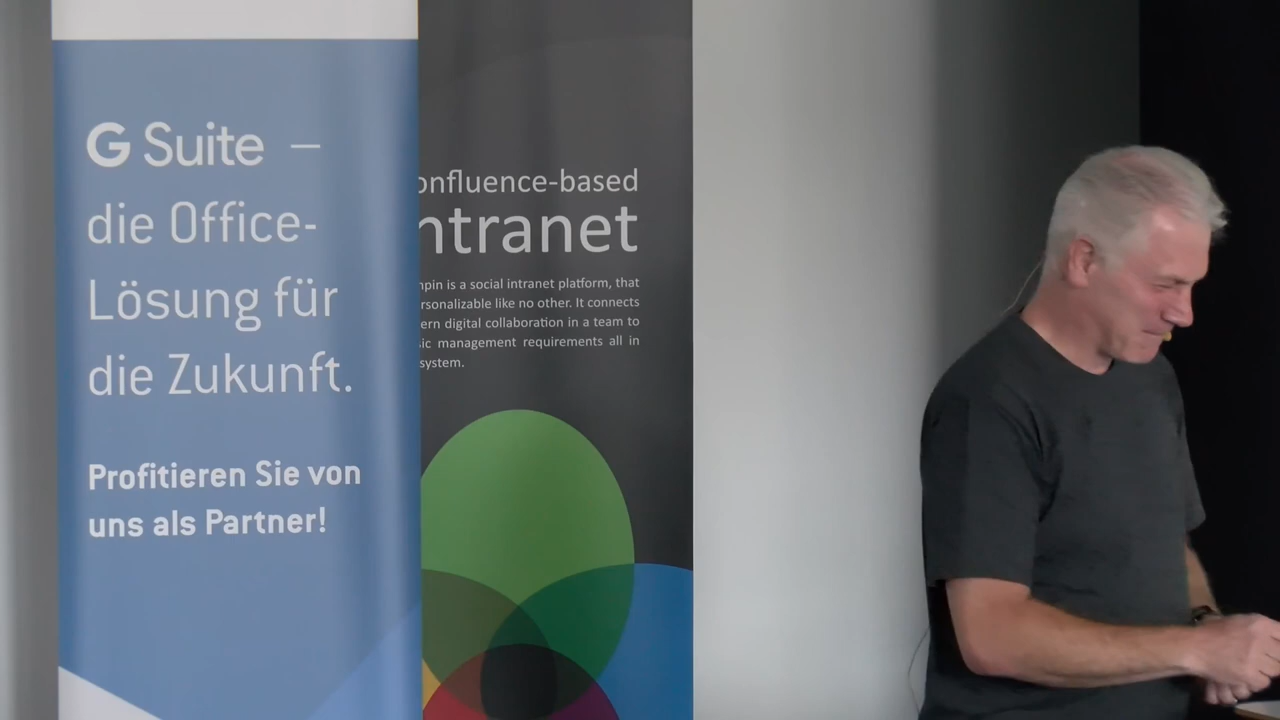 G Suite –
die Office-
Lösung für
die Zukunft.
Profitieren Sie von
uns als Partner!
onfluence-based
ntranet
npin is a social intranet platform, that
rsonalizable like no other. It connects
ern digital collaboration in a team to
ic management requirements all in
system.